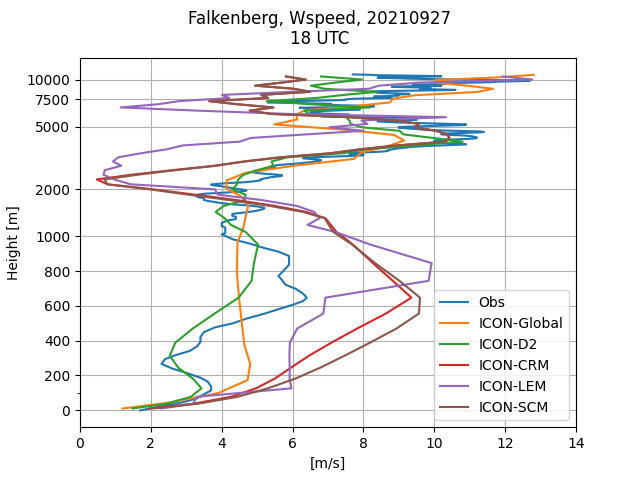 Falkenberg, Wspeed, 20210927
18 UTC
10000
7500
5000
2000
1000
800
600
400
200
0
Height [m]
0 2 4 6 8 10 12 14
[m/s]
Obs
ICON-Global
ICON-D2
ICON-CRM
ICON-LEM
ICON-SCM